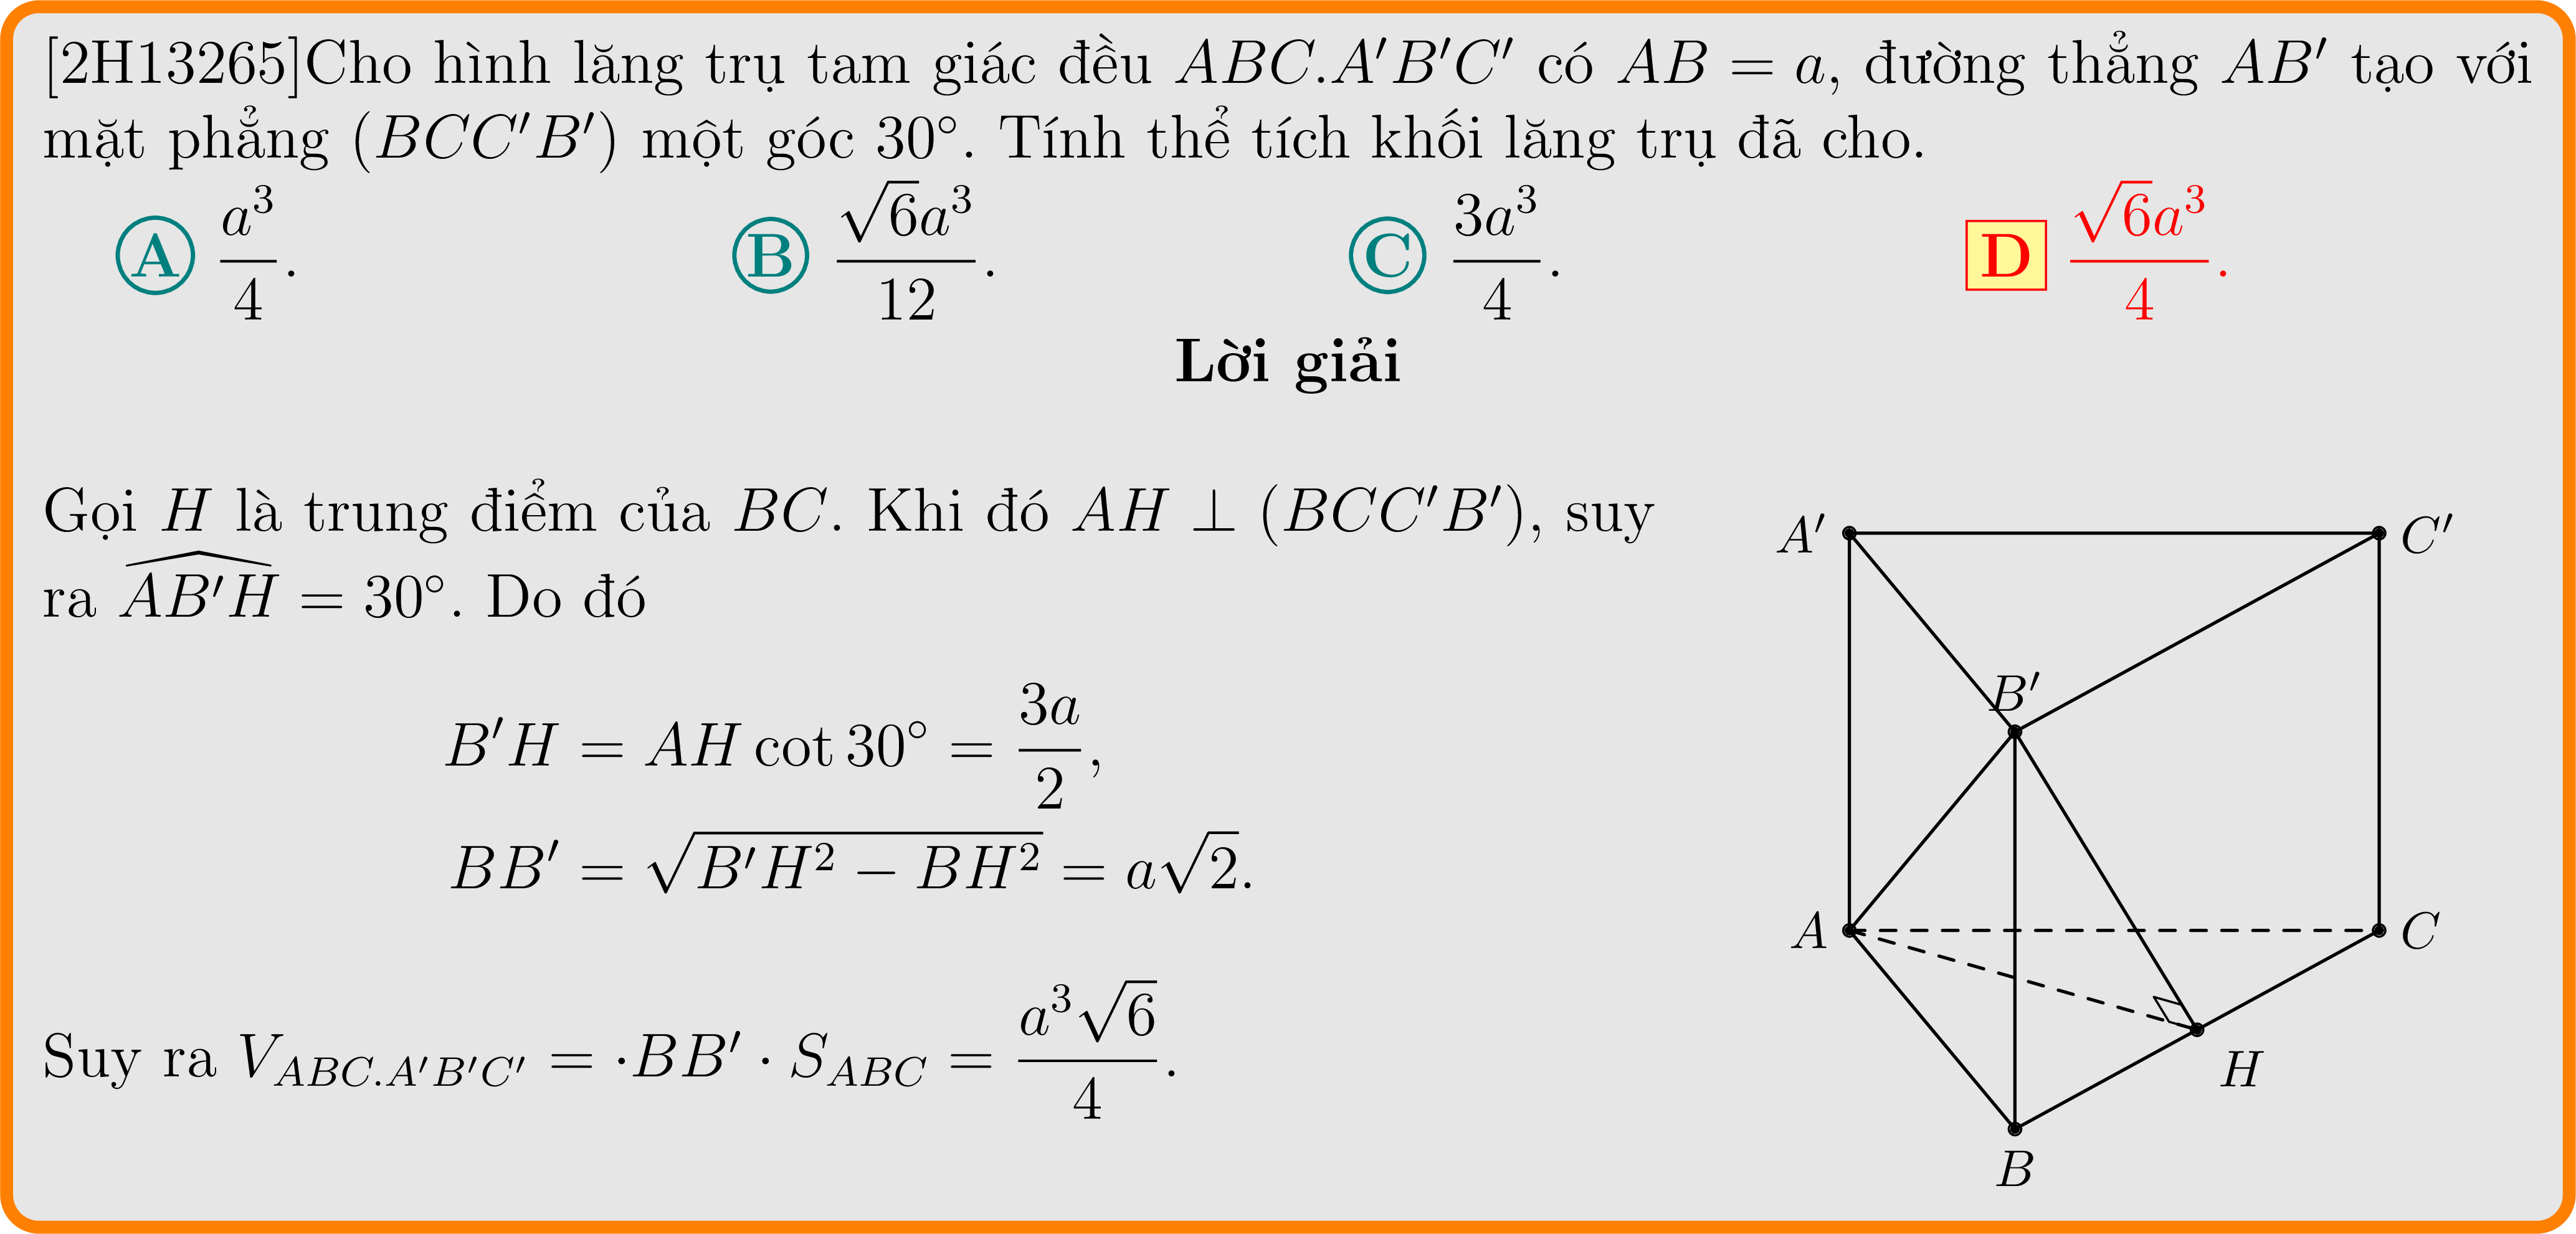 [2H13265]Cho hình lăng trụ tam giác đều ABC.A′B′C′ có AB = a, đường thẳng AB′ tạo với
mặt phẳng (BCC′B′) một góc 30°. Tính thể tích khối lăng trụ đã cho.
A $\frac{a^3}{4}$. B $\frac{\sqrt{6}a^3}{12}$. C $\frac{3a^3}{4}$. D $\frac{\sqrt{6}a^3}{4}$.
Lời giải
Gọi H là trung điểm của BC. Khi đó AH ⊥ (BCC′B′), suy
ra $\widehat{AB'H}$ = 30°. Do đó
$B'H = AH \cot 30° = \frac{3a}{2}$,
$BB' = \sqrt{B'H^2 - BH^2} = a\sqrt{2}$.
Suy ra $V_{ABC.A'B'C'} = \cdot BB' \cdot S_{ABC} = \frac{a^3\sqrt{6}}{4}$.
A′
C′
B′
A
C
H
B